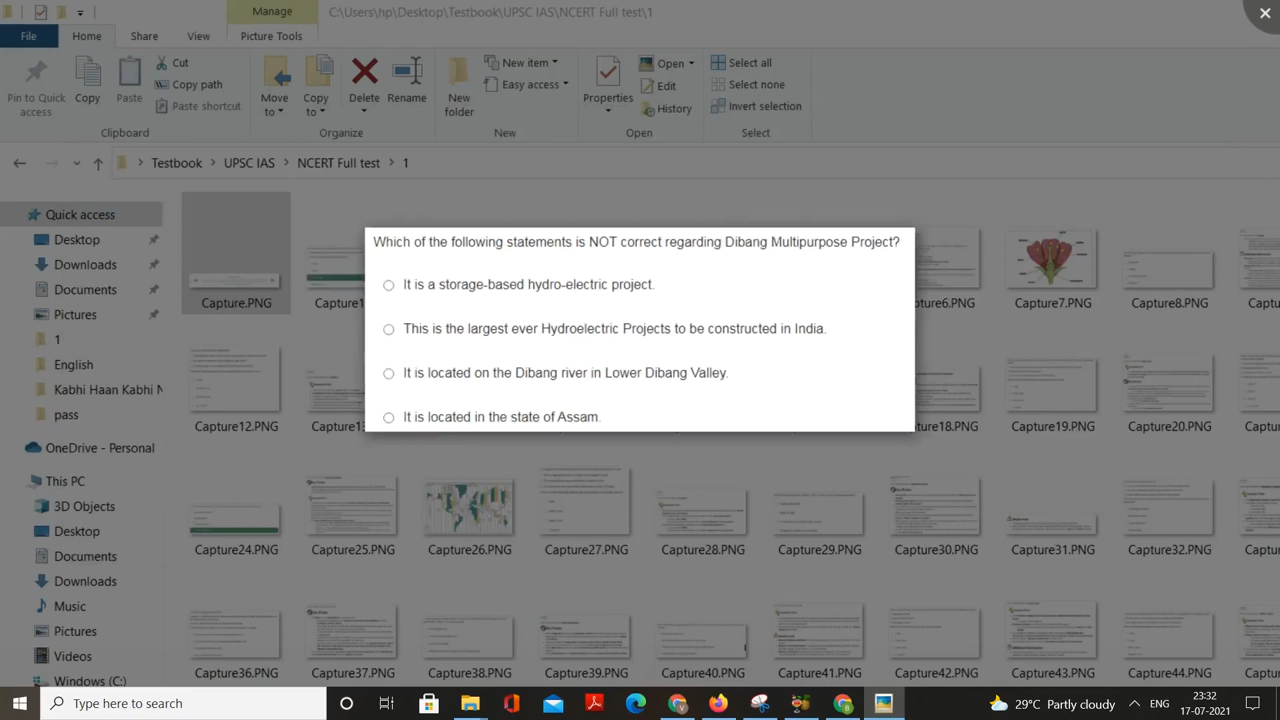 Manage
C:\Users\hp\Desktop\Testbook\UPSC IAS\NCERT Full test\1
File
Home
Share
View
Picture Tools
Pin to Quick access
Copy
Paste
Cut
Copy path
Paste shortcut
Clipboard
Move to
Copy to
Delete
Rename
Organize
New folder
New item
Easy access
New
Properties
Open
Edit
History
Open
Select all
Select none
Invert selection
Select
Testbook
UPSC IAS
NCERT Full test
1
Quick access
Desktop
Downloads
Documents
Pictures
1
English
Kabhi Haan Kabhi N
pass
OneDrive - Personal
This PC
3D Objects
Desktop
Documents
Downloads
Music
Pictures
Videos
Windows (C:)
Which of the following statements is NOT correct regarding Dibang Multipurpose Project?
It is a storage-based hydro-electric project.
This is the largest ever Hydroelectric Projects to be constructed in India.
It is located on the Dibang river in Lower Dibang Valley.
It is located in the state of Assam.
Capture.PNG
Capture7.PNG
Capture8.PNG
Capture12.PNG
Capture19.PNG
Capture20.PNG
Capture24.PNG
Capture25.PNG
Capture26.PNG
Capture27.PNG
Capture28.PNG
Capture29.PNG
Capture30.PNG
Capture31.PNG
Capture32.PNG
Capture36.PNG
Capture37.PNG
Capture38.PNG
Capture39.PNG
Capture40.PNG
Capture41.PNG
Capture42.PNG
Capture43.PNG
Capture44.PNG
Type here to search
29°C Partly cloudy
ENG
23:32
17-07-2021